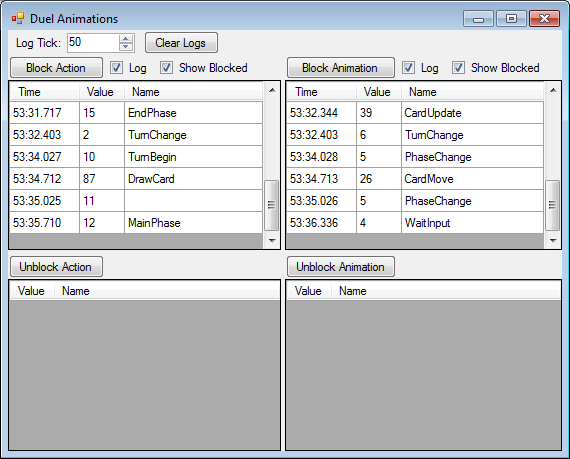 Duel Animations
Log Tick: 50 Clear Logs
Block Action Log Show Blocked Block Animation Log Show Blocked
Time Value Name Time Value Name
53:31.717 15 EndPhase 53:32.344 39 CardUpdate
53:32.403 2 TurnChange 53:32.403 6 TurnChange
53:34.027 10 TurnBegin 53:34.028 5 PhaseChange
53:34.712 87 DrawCard 53:34.713 26 CardMove
53:35.025 11 53:35.026 5 PhaseChange
53:35.710 12 MainPhase 53:36.336 4 WaitInput
Unblock Action Unblock Animation
Value Name Value Name